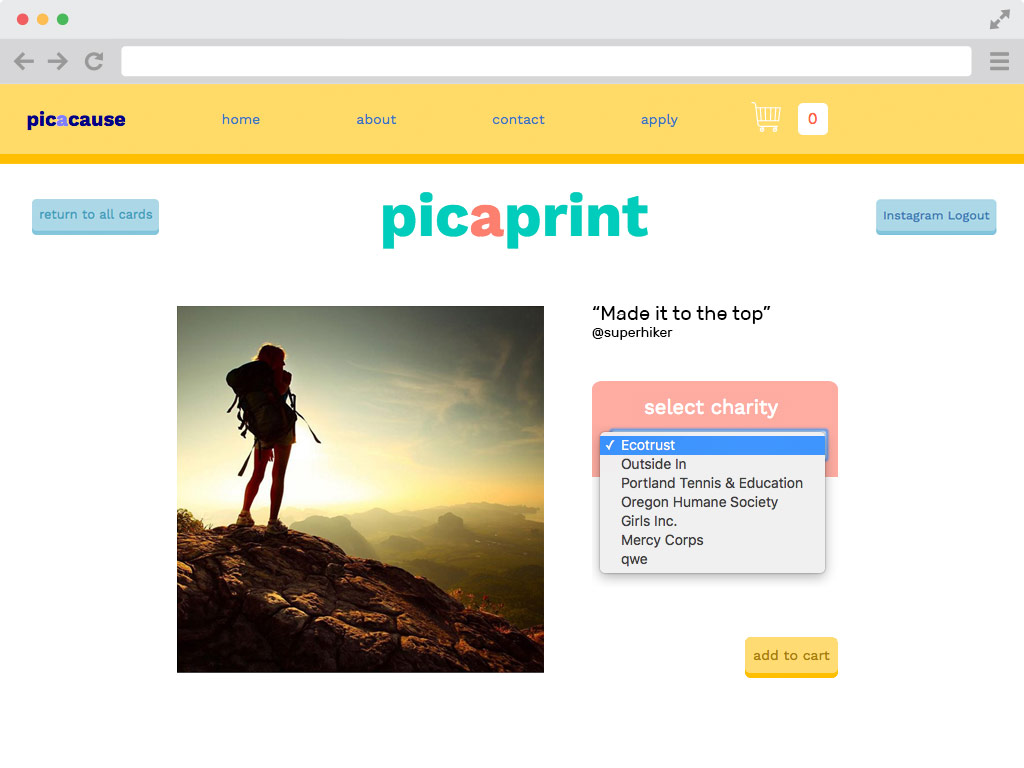 picacause
home
about
contact
apply
0
return to all cards
picaprint
Instagram Logout
“Made it to the top”
@superhiker
select charity
✓ Ecotrust
Outside In
Portland Tennis & Education
Oregon Humane Society
Girls Inc.
Mercy Corps
qwe
add to cart